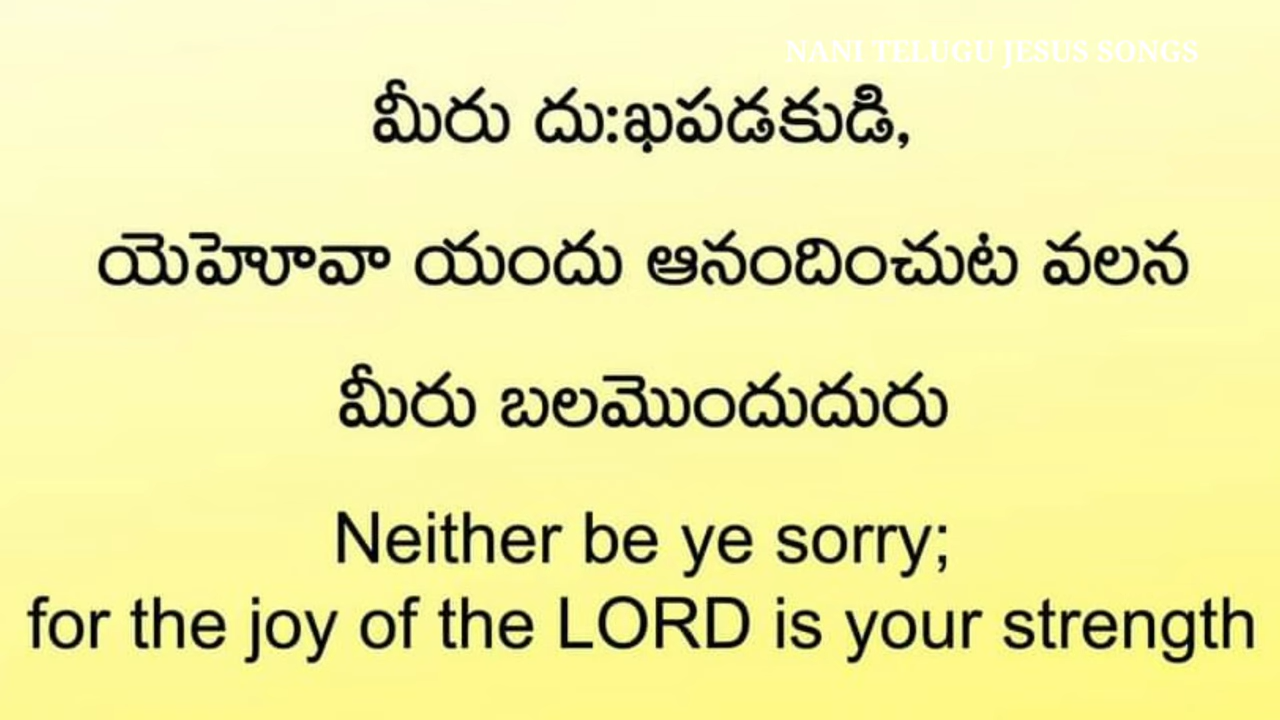 NANI TELUGU JESUS SONGS
మీరు దు:ఖపడకుడి,
యెహోవా యందు ఆనందించుట వలన
మీరు బలమొందుదురు
Neither be ye sorry;
for the joy of the LORD is your strength